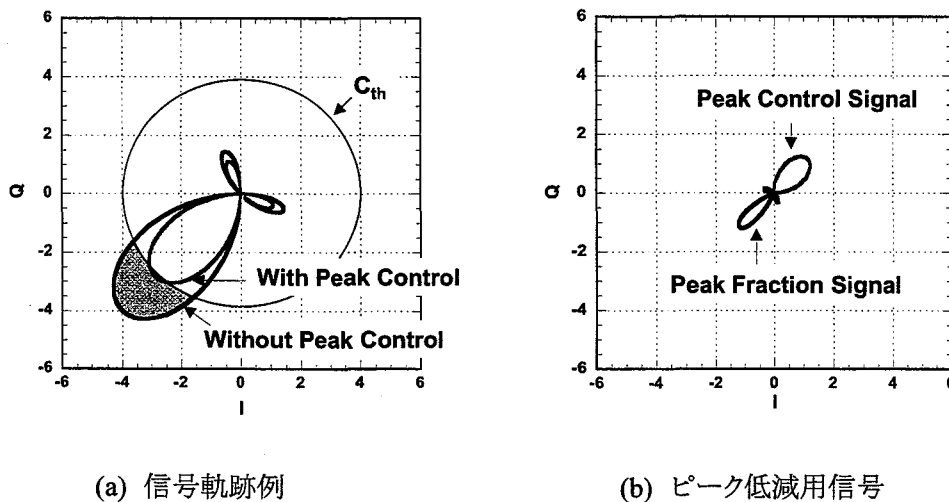 6
4
2
0
-2
-4
-6
Q
-6
-4
-2
0
2
4
6
I
Cth
With Peak Control
Without Peak Control
(a) 信号軌跡例
6
4
2
0
-2
-4
-6
Q
-6
-4
-2
0
2
4
6
I
Peak Control Signal
Peak Fraction Signal
(b) ピーク低減用信号